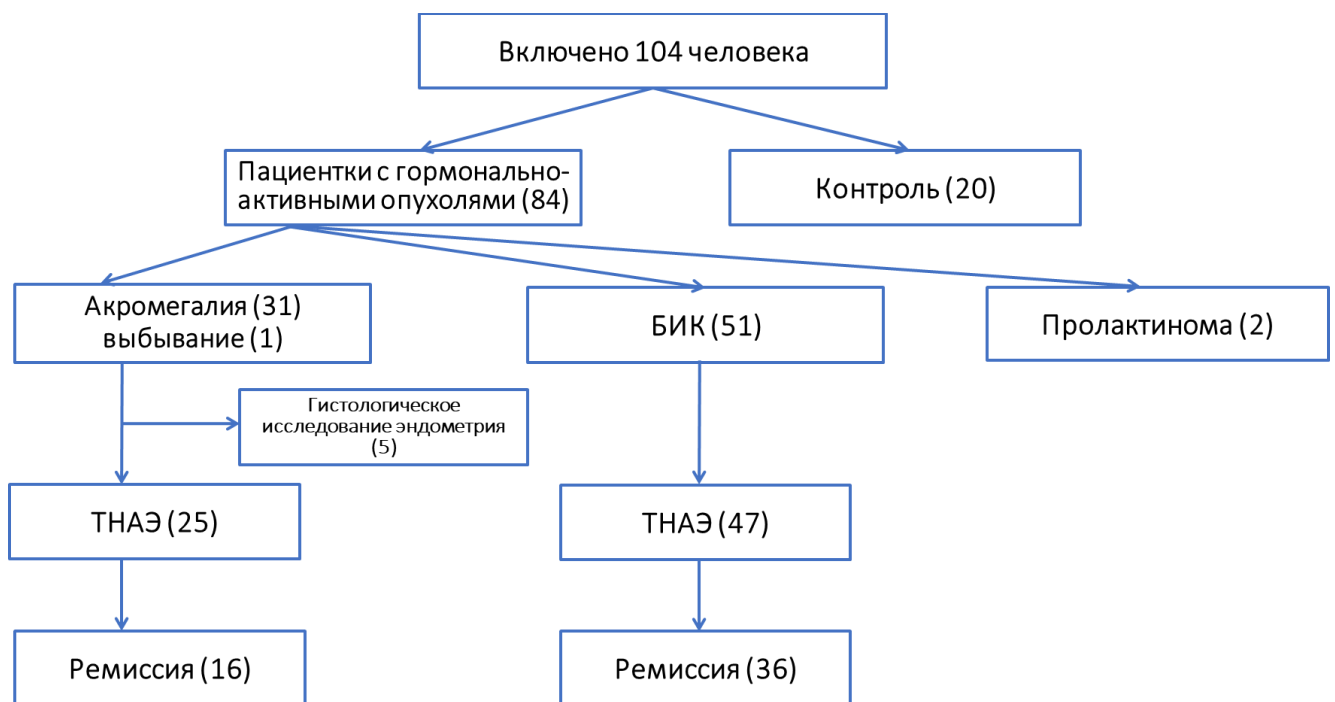 Включено 104 человека
Пациентки с гормонально-
активными опухолями (84)
Контроль (20)
Акромегалия (31)
выбывание (1)
БИК (51)
Пролактинома (2)
Гистологическое
исследование эндометрия
(5)
ТНАЭ (25)
ТНАЭ (47)
Ремиссия (16)
Ремиссия (36)